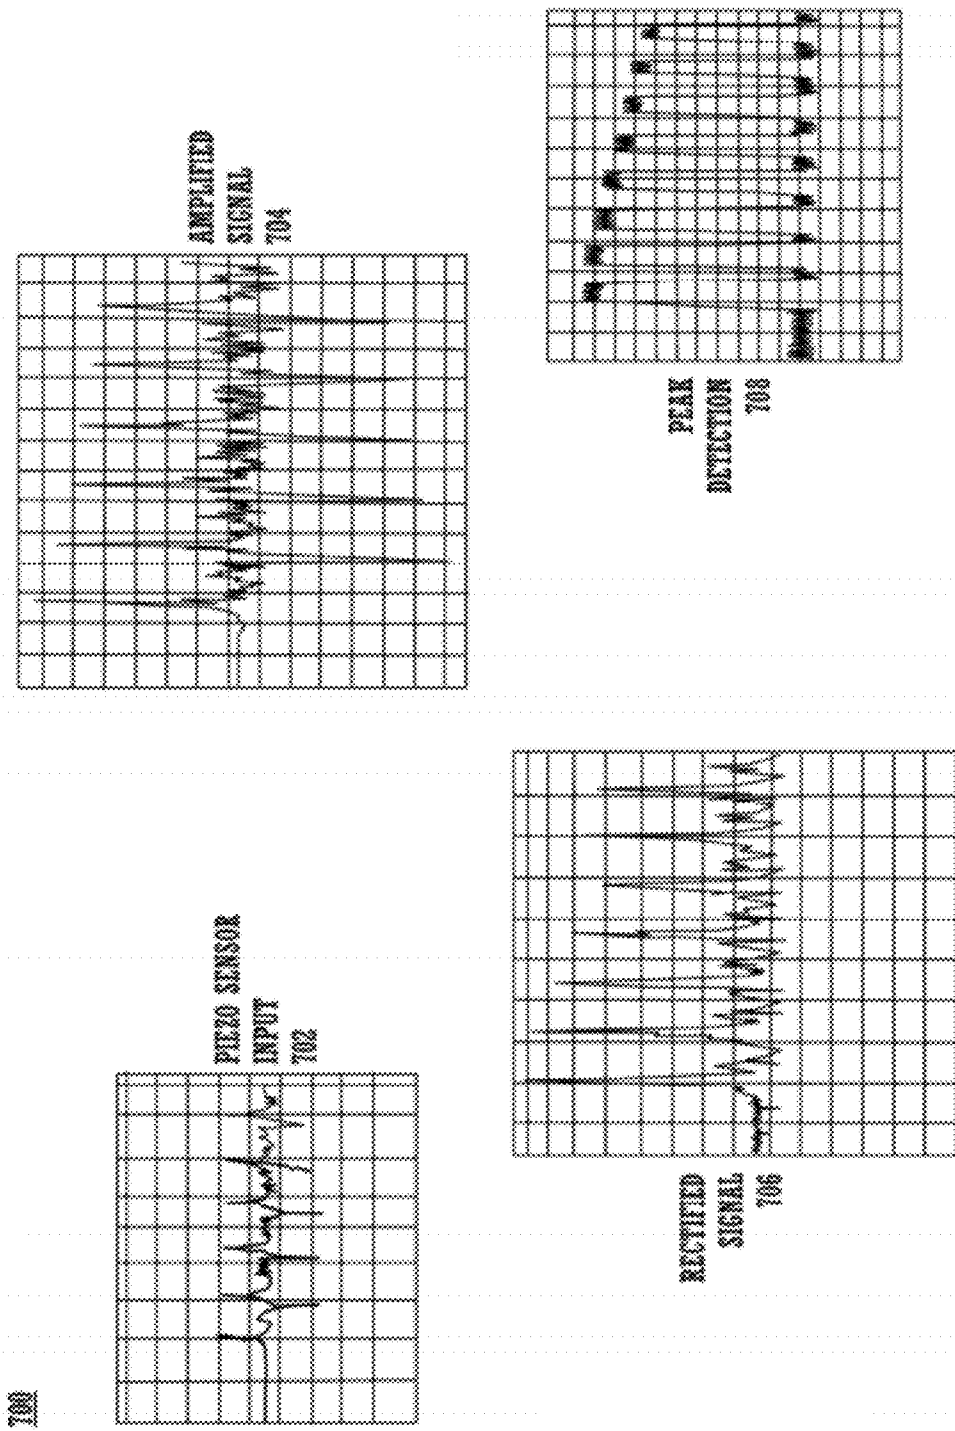 700
PIEZO SENSOR
INPUT
702
AMPLIFIED
SIGNAL
704
RECTIFIED
SIGNAL
706
PEAK
DETECTION
708